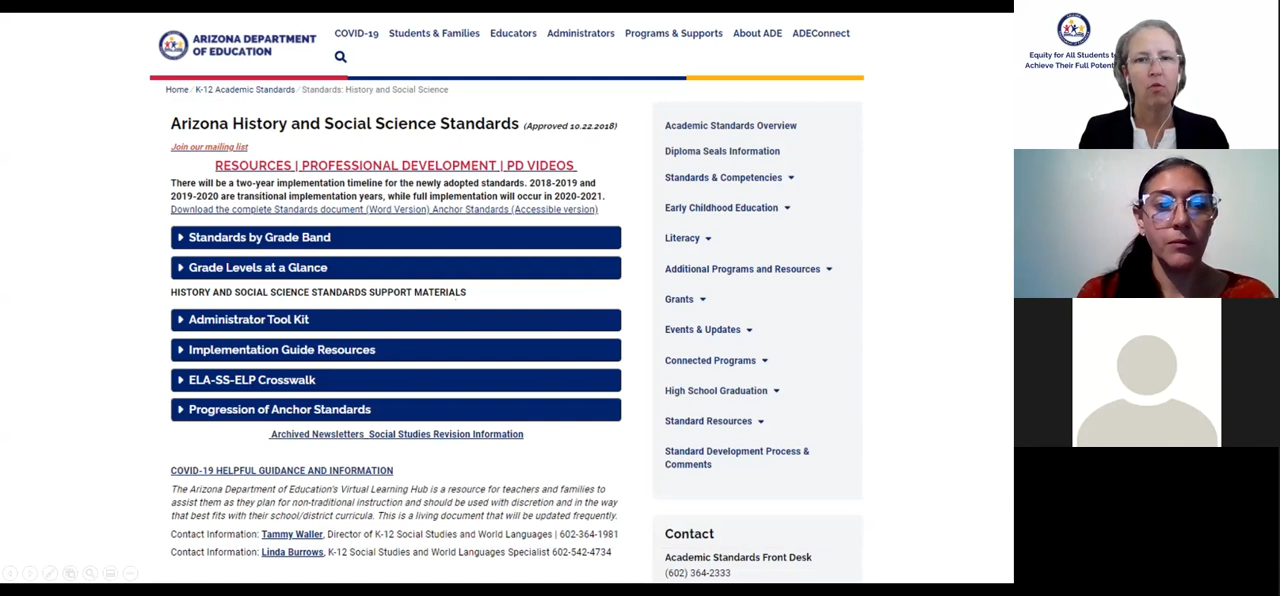 ARIZONA DEPARTMENT
OF EDUCATION
COVID-19 Students & Families Educators Administrators Programs & Supports About ADE ADEConnect
Home / K-12 Academic Standards / Standards: History and Social Science
Arizona History and Social Science Standards (Approved 10.22.2018)
Join our mailing list
RESOURCES | PROFESSIONAL DEVELOPMENT | PD VIDEOS
There will be a two-year implementation timeline for the newly adopted standards. 2018-2019 and
2019-2020 are transitional implementation years, while full implementation will occur in 2020-2021.
Download the complete Standards document (Word Version) Anchor Standards (Accessible version)
Standards by Grade Band
Grade Levels at a Glance
HISTORY AND SOCIAL SCIENCE STANDARDS SUPPORT MATERIALS
Administrator Tool Kit
Implementation Guide Resources
ELA-SS-ELP Crosswalk
Progression of Anchor Standards
Archived Newsletters Social Studies Revision Information
COVID-19 HELPFUL GUIDANCE AND INFORMATION
The Arizona Department of Education's Virtual Learning Hub is a resource for teachers and families to
assist them as they plan for non-traditional instruction and should be used with discretion and in the way
that best fits with their school/district curricula. This is a living document that will be updated frequently.
Contact Information: Tammy Waller, Director of K-12 Social Studies and World Languages | 602-364-1981
Contact Information: Linda Burrows, K-12 Social Studies and World Languages Specialist 602-542-4734
Academic Standards Overview
Diploma Seals Information
Standards & Competencies
Early Childhood Education
Literacy
Additional Programs and Resources
Grants
Events & Updates
Connected Programs
High School Graduation
Standard Resources
Standard Development Process &
Comments
Contact
Academic Standards Front Desk
(602) 364-2333
Equity for All Students
Achieve Their Full